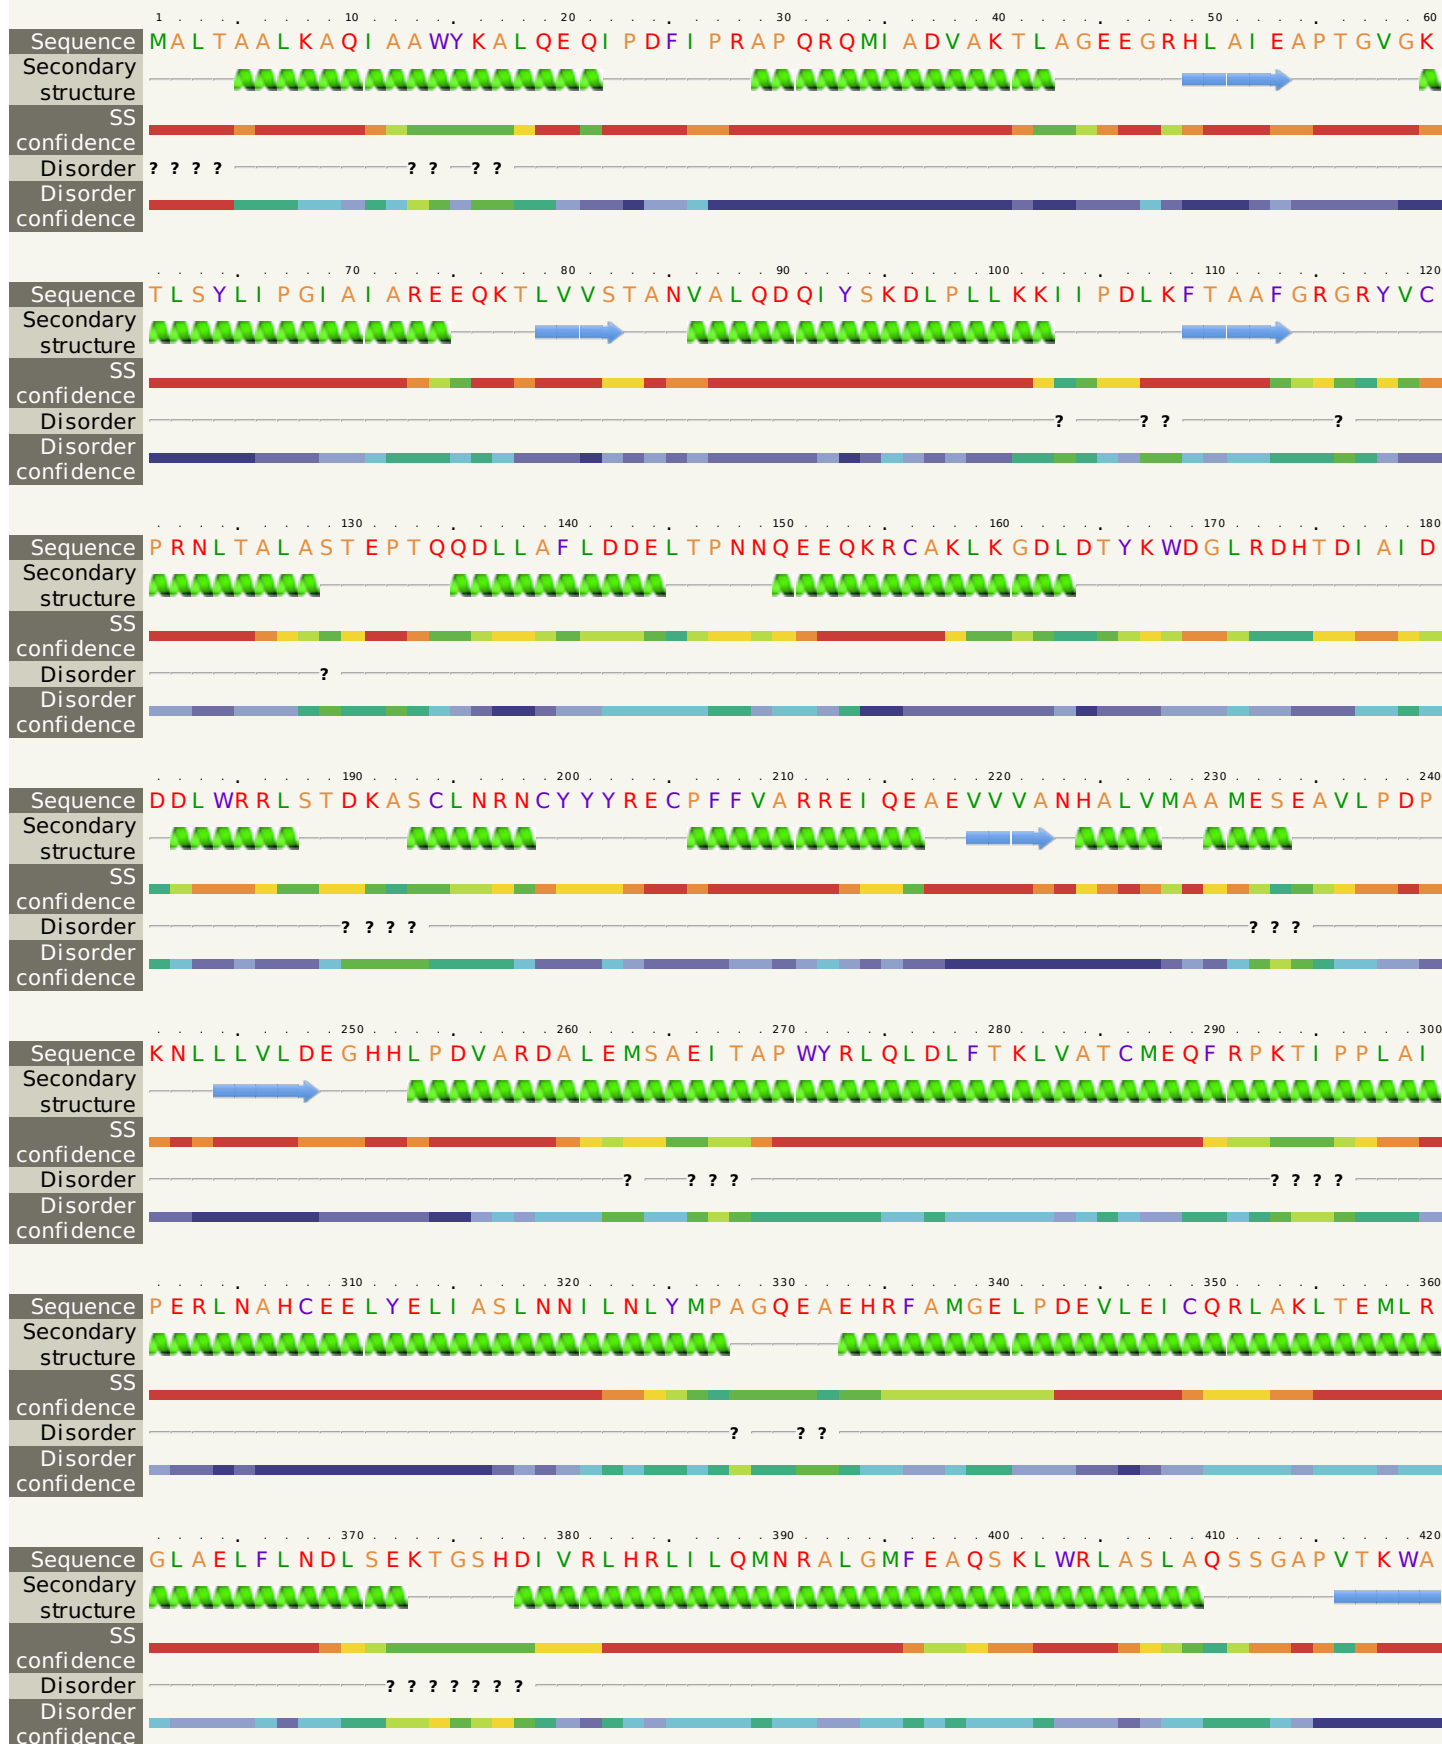 1 . . . . 10 . . . . 20 . . . . 30 . . . . 40 . . . . 50 . . . . 60
Sequence MALTAALKAQIAAWYKALQEQIPDFIPRAPQRQMIADVAKTLAGEEGRHLAIEAPTGVGK
Secondary
structure
SS
confidence
Disorder ? ? ? ? ? ? ? ?
Disorder
confidence
. . . . 70 . . . . 80 . . . . 90 . . . . 100 . . . . 110 . . . . 120
Sequence TLSYLIPGIAIAREEQKTLVVSTANVALQDQIYSKDLPLLKKIIPDLKFTAAFGRGRYVC
Secondary
structure
SS
confidence
Disorder ? ? ? ?
Disorder
confidence
. . . . 130 . . . . 140 . . . . 150 . . . . 160 . . . . 170 . . . . 180
Sequence PRNLTALASTEPTQQDLLAFLDDELTPNNQEEQKRCAKLKGDLDTYKWDGLRDHTDIAID
Secondary
structure
SS
confidence
Disorder ?
Disorder
confidence
. . . . 190 . . . . 200 . . . . 210 . . . . 220 . . . . 230 . . . . 240
Sequence DDLWRRLSTDKASCLNRNCYYYRECPFFVARREIQEAEVVVANHALVMAAMESEAVLPDP
Secondary
structure
SS
confidence
Disorder ? ? ? ? ? ? ?
Disorder
confidence
. . . . 250 . . . . 260 . . . . 270 . . . . 280 . . . . 290 . . . . 300
Sequence KNLLLVLDEGHHLPDVARDALEMSAEITAPWYRLQLDLFTKLVATCMEQFRPKTIPPLAI
Secondary
structure
SS
confidence
Disorder ? ? ? ? ? ? ? ?
Disorder
confidence
. . . . 310 . . . . 320 . . . . 330 . . . . 340 . . . . 350 . . . . 360
Sequence PERLNAHCEELYELIASLNNILNLYMPAGQEAEHRFAMGELPDEVLEICQRLAKLTEMLR
Secondary
structure
SS
confidence
Disorder ? ? ?
Disorder
confidence
. . . . 370 . . . . 380 . . . . 390 . . . . 400 . . . . 410 . . . . 420
Sequence GLAELFLNDLSEKTGSHDIVRLHRLILQMNRALGMFEAQSKLWRLASLAQSSGAPVTKWA
Secondary
structure
SS
confidence
Disorder ? ? ? ? ? ? ?
Disorder
confidence